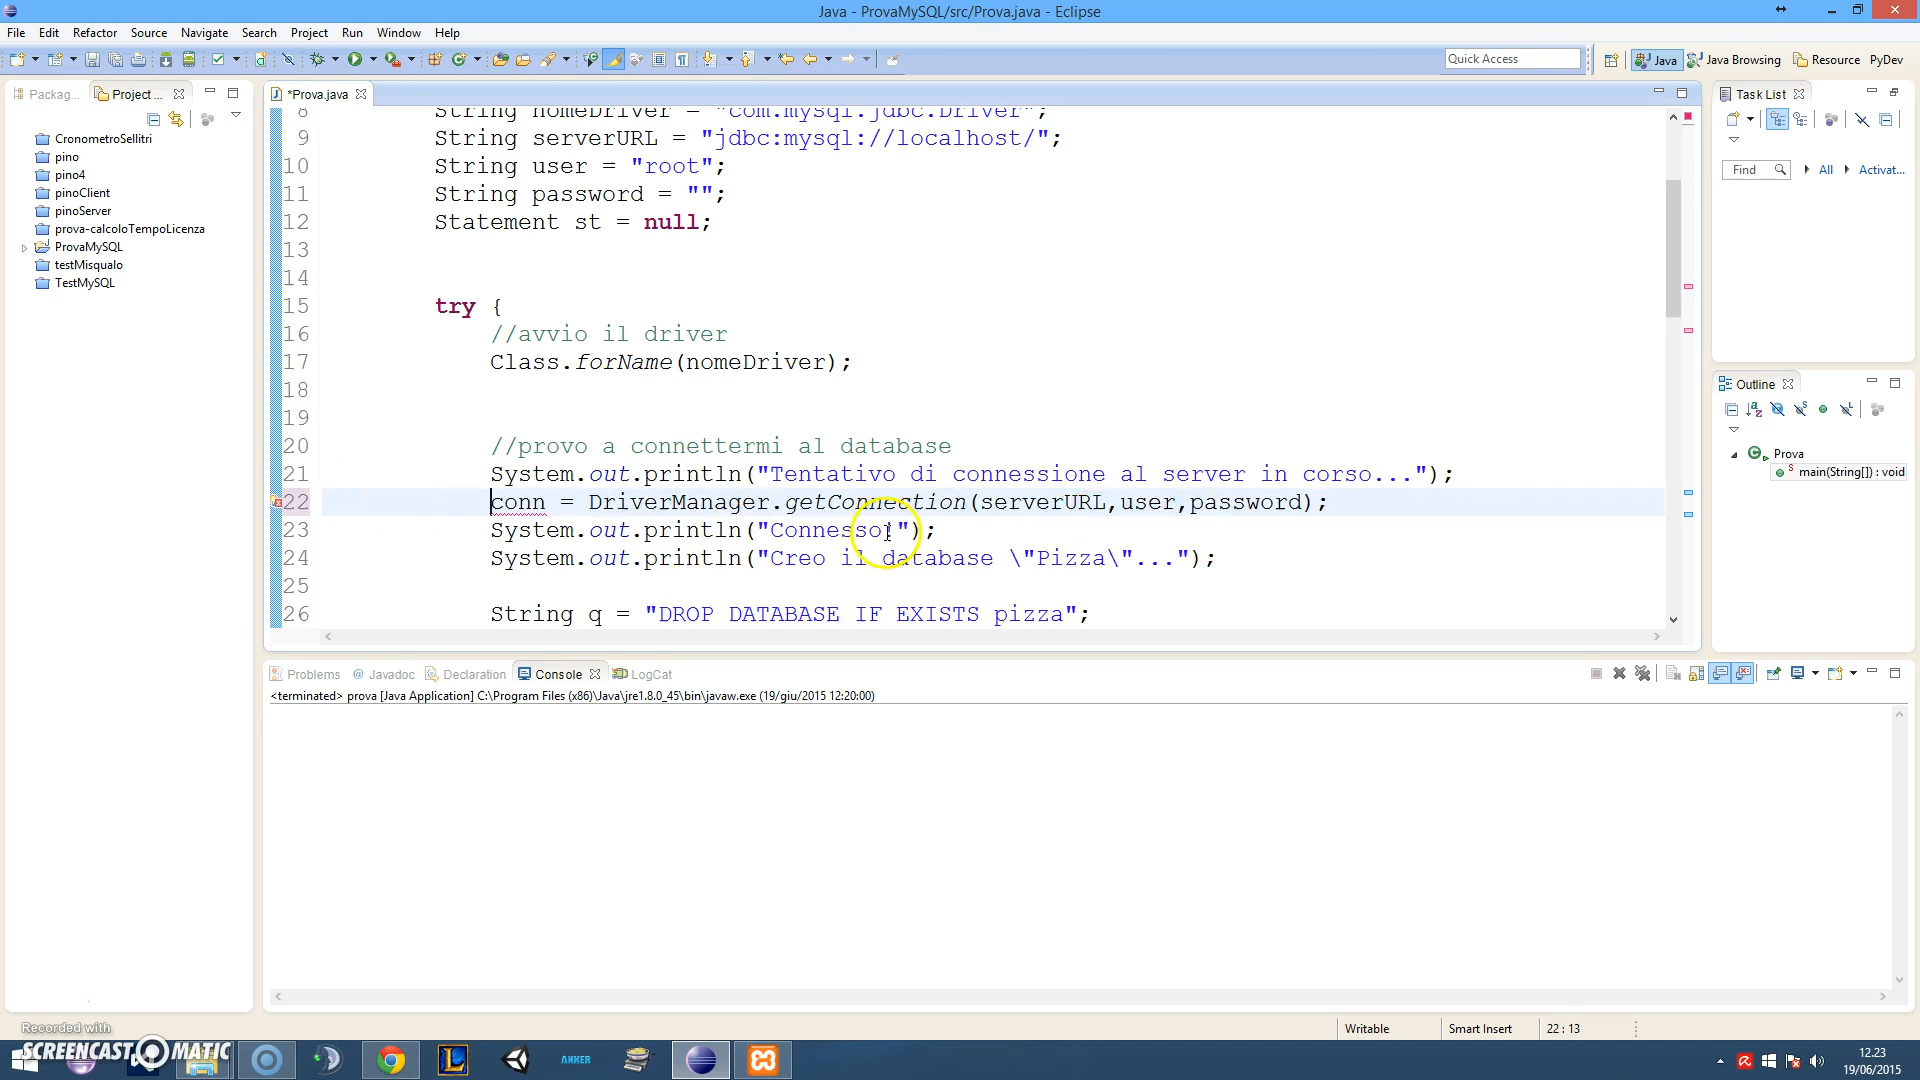 Java - ProvaMySQL/src/Prova.java - Eclipse
File Edit Refactor Source Navigate Search Project Run Window Help
Quick Access
Java Java Browsing Resource PyDev
Packag... Project ...
*Prova.java
Task List
CronometroSellitri
pino
pino4
pinoClient
pinoServer
prova-calcoloTempoLicenza
ProvaMySQL
testMisqualo
TestMySQL
8 String nomeDriver = "com.mysql.jdbc.Driver";
9 String serverURL = "jdbc:mysql://localhost/";
10 String user = "root";
11 String password = "";
12 Statement st = null;
13
14
15 try {
16 //avvio il driver
17 Class.forName(nomeDriver);
18
19
20 //provo a connettermi al database
21 System.out.println("Tentativo di connessione al server in corso...");
22 conn = DriverManager.getConnection(serverURL,user,password);
23 System.out.println("Connesso!");
24 System.out.println("Creo il database \"Pizza\"...");
25
26 String q = "DROP DATABASE IF EXISTS pizza";
Find All Activat...
Outline
Prova
main(String[]) : void
Problems @ Javadoc Declaration Console LogCat
<terminated> prova [Java Application] C:\Program Files (x86)\Java\jre1.8.0_45\bin\javaw.exe (19/giu/2015 12:20:00)
Writable Smart Insert 22 : 13
Recorded with
SCREENCAST MATIC
ANKER
12.23
19/06/2015